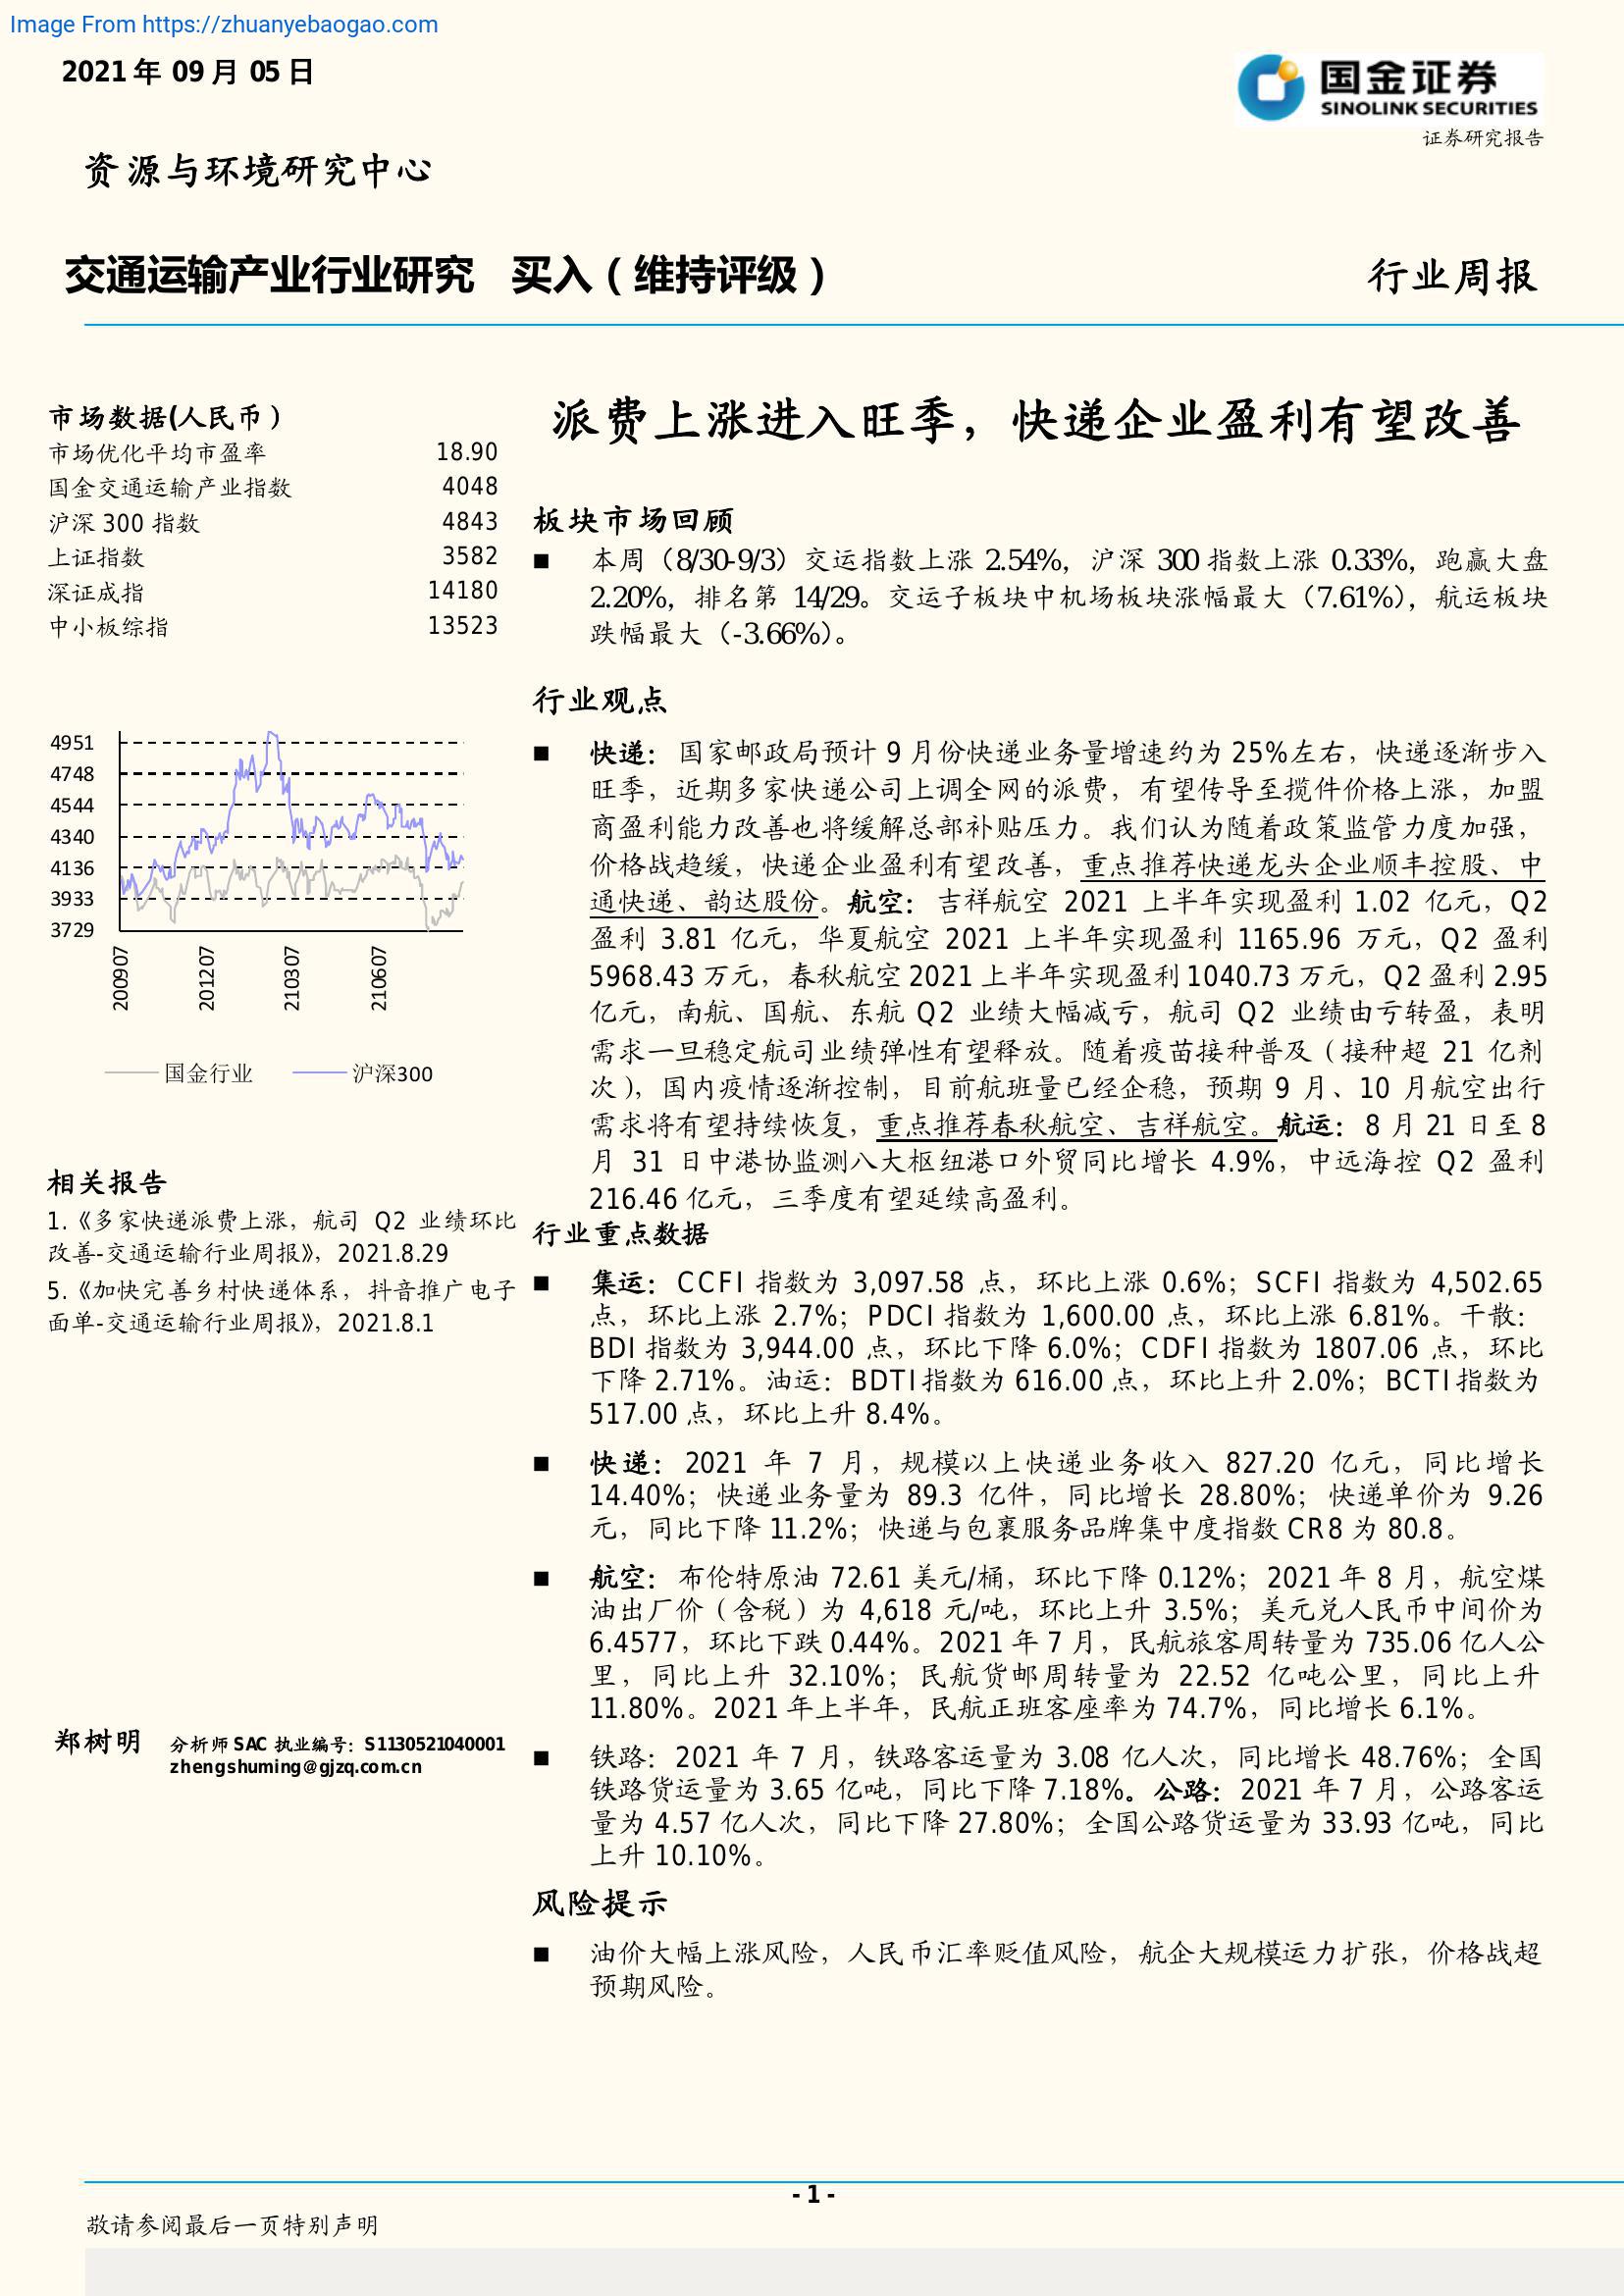 Image From https://zhuanyebaogao.com
2021 年 09 月 05 日
国金证券
SINOLINK SECURITIES
证券研究报告
资源与环境研究中心
交通运输产业行业研究 买入（维持评级）
行业周报
市场数据(人民币）
市场优化平均市盈率 18.90
国金交通运输产业指数 4048
沪深 300 指数 4843
上证指数 3582
深证成指 14180
中小板综指 13523
4951
4748
4544
4340
4136
3933
3729
200907
201207
210307
210607
国金行业 沪深300
相关报告
1.《多家快递派费上涨，航司 Q2 业绩环比
改善-交通运输行业周报》，2021.8.29
5.《加快完善乡村快递体系，抖音推广电子
面单-交通运输行业周报》，2021.8.1
郑树明 分析师 SAC 执业编号：S1130521040001
zhengshuming@gjzq.com.cn
派费上涨进入旺季，快递企业盈利有望改善
板块市场回顾
■ 本周（8/30-9/3）交运指数上涨 2.54%，沪深 300 指数上涨 0.33%，跑赢大盘
2.20%，排名第 14/29。交运子板块中机场板块涨幅最大（7.61%），航运板块
跌幅最大（-3.66%）。
行业观点
■ 快递：国家邮政局预计 9 月份快递业务量增速约为 25%左右，快递逐渐步入
旺季，近期多家快递公司上调全网的派费，有望传导至揽件价格上涨，加盟
商盈利能力改善也将缓解总部补贴压力。我们认为随着政策监管力度加强，
价格战趋缓，快递企业盈利有望改善，重点推荐快递龙头企业顺丰控股、中
通快递、韵达股份。航空：吉祥航空 2021 上半年实现盈利 1.02 亿元，Q2
盈利 3.81 亿元，华夏航空 2021 上半年实现盈利 1165.96 万元，Q2 盈利
5968.43 万元，春秋航空 2021 上半年实现盈利 1040.73 万元，Q2 盈利 2.95
亿元，南航、国航、东航 Q2 业绩大幅减亏，航司 Q2 业绩由亏转盈，表明
需求一旦稳定航司业绩弹性有望释放。随着疫苗接种普及（接种超 21 亿剂
次），国内疫情逐渐控制，目前航班量已经企稳，预期 9 月、10 月航空出行
需求将有望持续恢复，重点推荐春秋航空、吉祥航空。航运：8 月 21 日至 8
月 31 日中港协监测八大枢纽港口外贸同比增长 4.9%，中远海控 Q2 盈利
216.46 亿元，三季度有望延续高盈利。
行业重点数据
■ 集运：CCFI 指数为 3,097.58 点，环比上涨 0.6%；SCFI 指数为 4,502.65
点，环比上涨 2.7%；PDCI 指数为 1,600.00 点，环比上涨 6.81%。干散：
BDI 指数为 3,944.00 点，环比下降 6.0%；CDFI 指数为 1807.06 点，环比
下降 2.71%。油运：BDTI 指数为 616.00 点，环比上升 2.0%；BCTI 指数为
517.00 点，环比上升 8.4%。
■ 快递：2021 年 7 月，规模以上快递业务收入 827.20 亿元，同比增长
14.40%；快递业务量为 89.3 亿件，同比增长 28.80%；快递单价为 9.26
元，同比下降 11.2%；快递与包裹服务品牌集中度指数 CR8 为 80.8。
■ 航空：布伦特原油 72.61 美元/桶，环比下降 0.12%；2021 年 8 月，航空煤
油出厂价（含税）为 4,618 元/吨，环比上升 3.5%；美元兑人民币中间价为
6.4577，环比下跌 0.44%。2021 年 7 月，民航旅客周转量为 735.06 亿人公
里，同比上升 32.10%；民航货邮周转量为 22.52 亿吨公里，同比上升
11.80%。2021 年上半年，民航正班客座率为 74.7%，同比增长 6.1%。
■ 铁路：2021 年 7 月，铁路客运量为 3.08 亿人次，同比增长 48.76%；全国
铁路货运量为 3.65 亿吨，同比下降 7.18%。公路：2021 年 7 月，公路客运
量为 4.57 亿人次，同比下降 27.80%；全国公路货运量为 33.93 亿吨，同比
上升 10.10%。
风险提示
■ 油价大幅上涨风险，人民币汇率贬值风险，航企大规模运力扩张，价格战超
预期风险。
- 1 -
敬请参阅最后一页特别声明